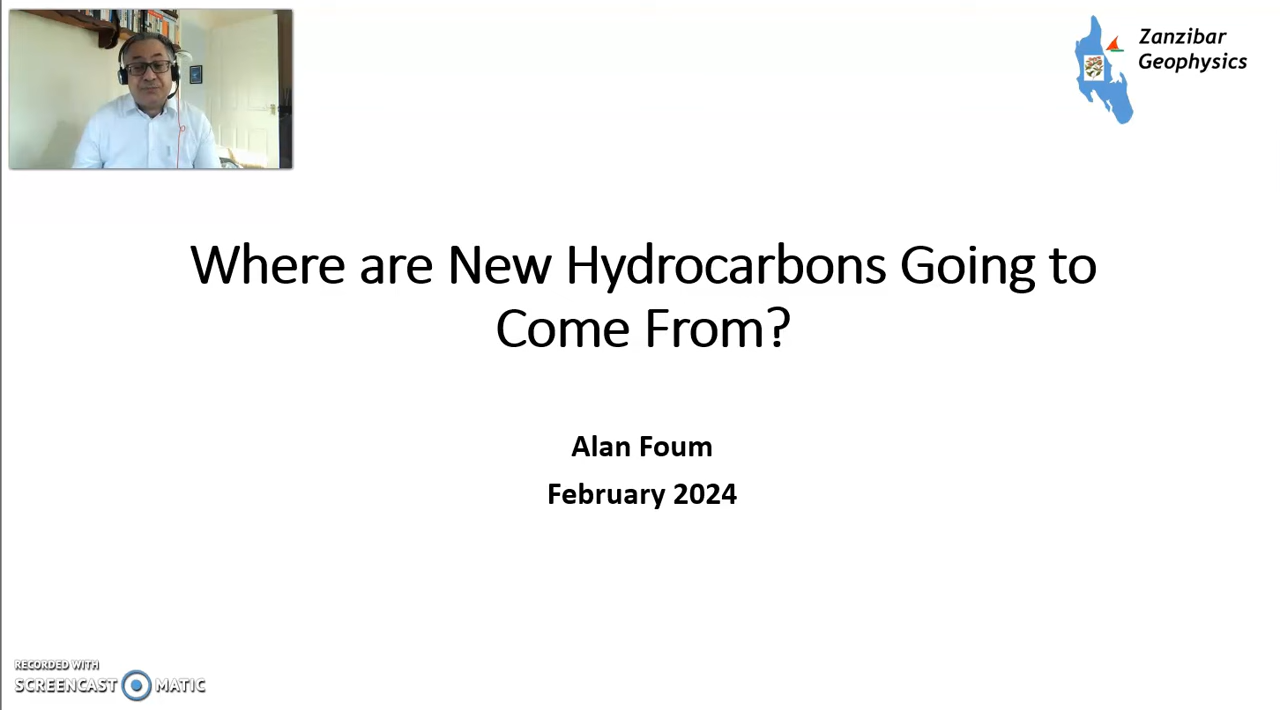 Zanzibar
Geophysics
Where are New Hydrocarbons Going to
Come From?
Alan Foum
February 2024
RECORDED WITH
SCREENCAST MATIC